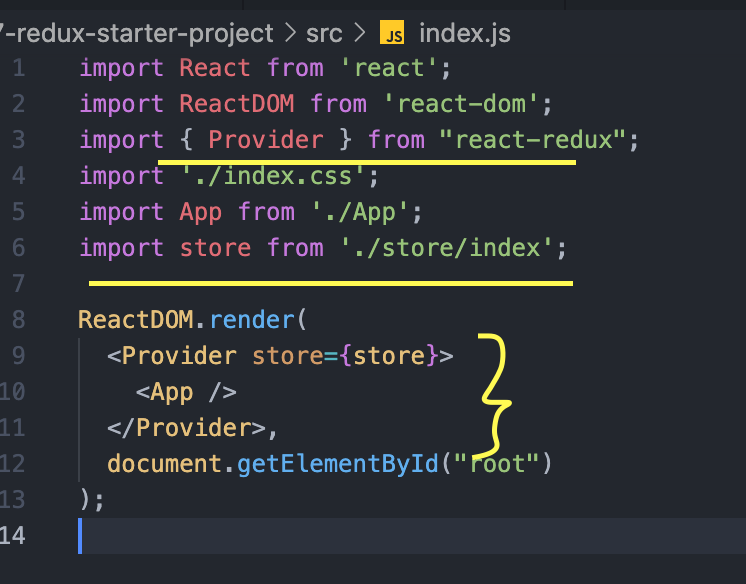 7-redux-starter-project > src > JS index.js
1 import React from 'react';
2 import ReactDOM from 'react-dom';
3 import { Provider } from "react-redux";
4 import './index.css';
5 import App from './App';
6 import store from './store/index';
7
8 ReactDOM.render(
9   <Provider store={store}>
10     <App />
11   </Provider>,
12   document.getElementById("root")
13 );
14